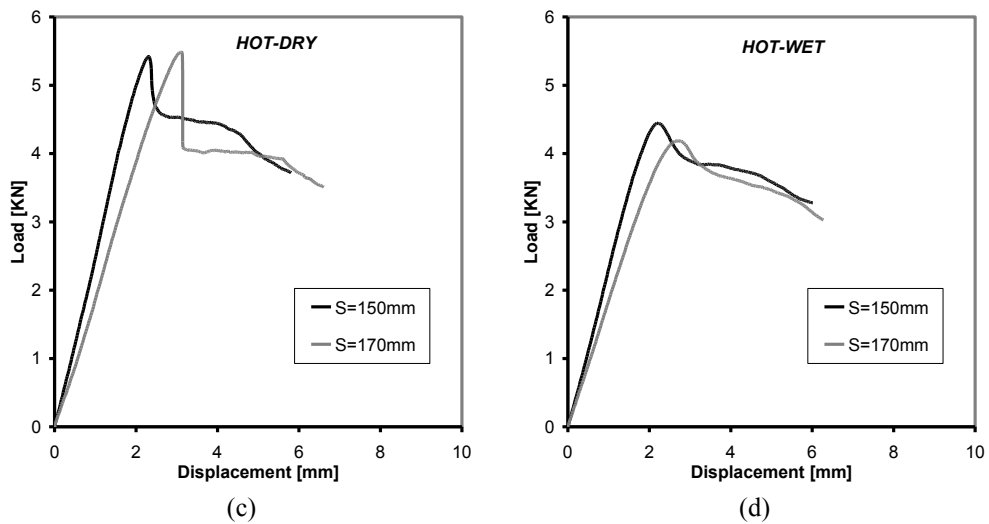 6
HOT-DRY
5
4
Load [KN]
3
2
S=150mm
1
S=170mm
0
0 2 4 6 8 10
Displacement [mm]
(c)
6
HOT-WET
5
4
Load [KN]
3
2
S=150mm
1
S=170mm
0
0 2 4 6 8 10
Displacement [mm]
(d)